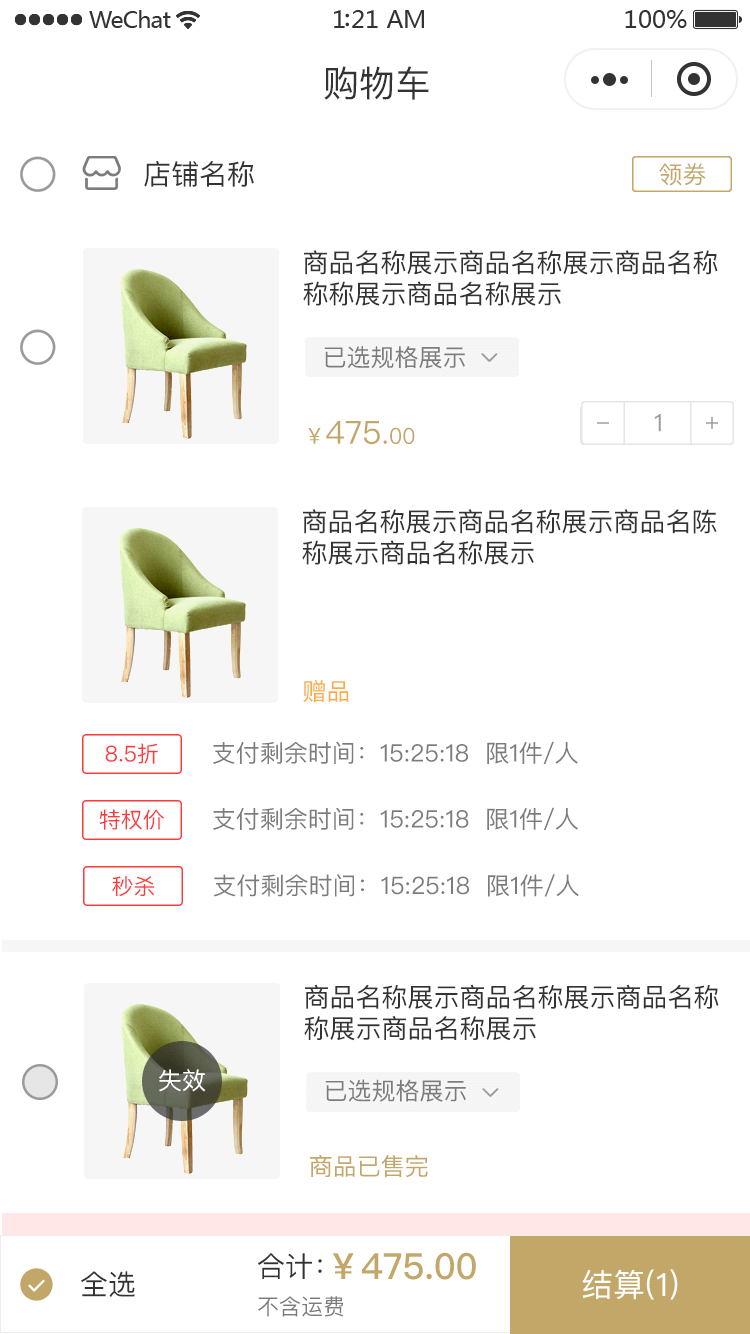 WeChat 1:21 AM 100%
购物车
店铺名称 领券
商品名称展示商品名称展示商品名称
称称展示商品名称展示
已选规格展示
¥475.00 − 1 +
商品名称展示商品名称展示商品名陈
称展示商品名称展示
赠品
8.5折 支付剩余时间：15:25:18 限1件/人
特权价 支付剩余时间：15:25:18 限1件/人
秒杀 支付剩余时间：15:25:18 限1件/人
商品名称展示商品名称展示商品名称
称展示商品名称展示
失效
已选规格展示
商品已售完
全选 合计：¥475.00 结算(1)
不含运费